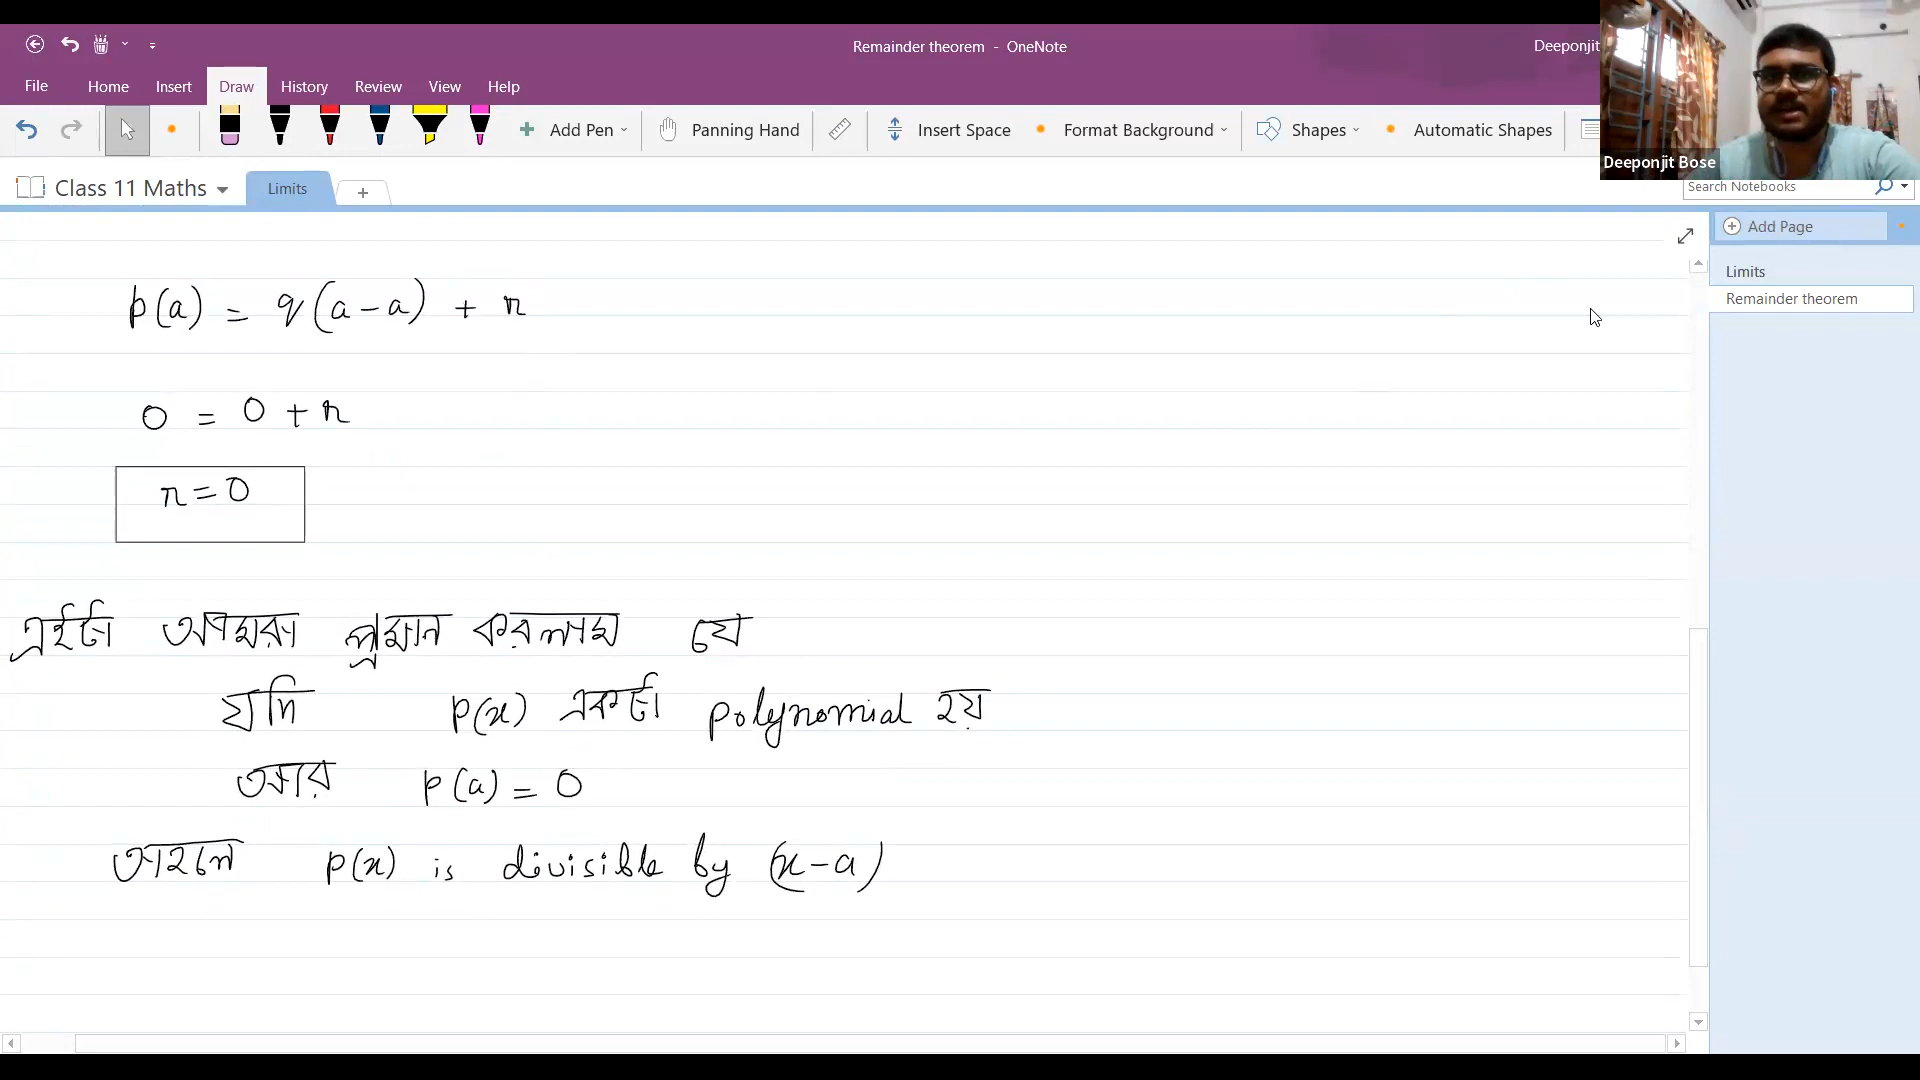 Remainder theorem - OneNote
Deeponjit
File Home Insert Draw History Review View Help
Add Pen Panning Hand Insert Space Format Background Shapes Automatic Shapes
Deeponjit Bose
Class 11 Maths Limits
Search Notebooks
Add Page
Limits
Remainder theorem
p(a) = q(a-a) + r
0 = 0 + r
r = 0
এইটা আমরা প্রমান করলাম যে
যদি p(x) একটা polynomial হয়
আর p(a) = 0
তাহলে p(x) is divisible by (x-a)